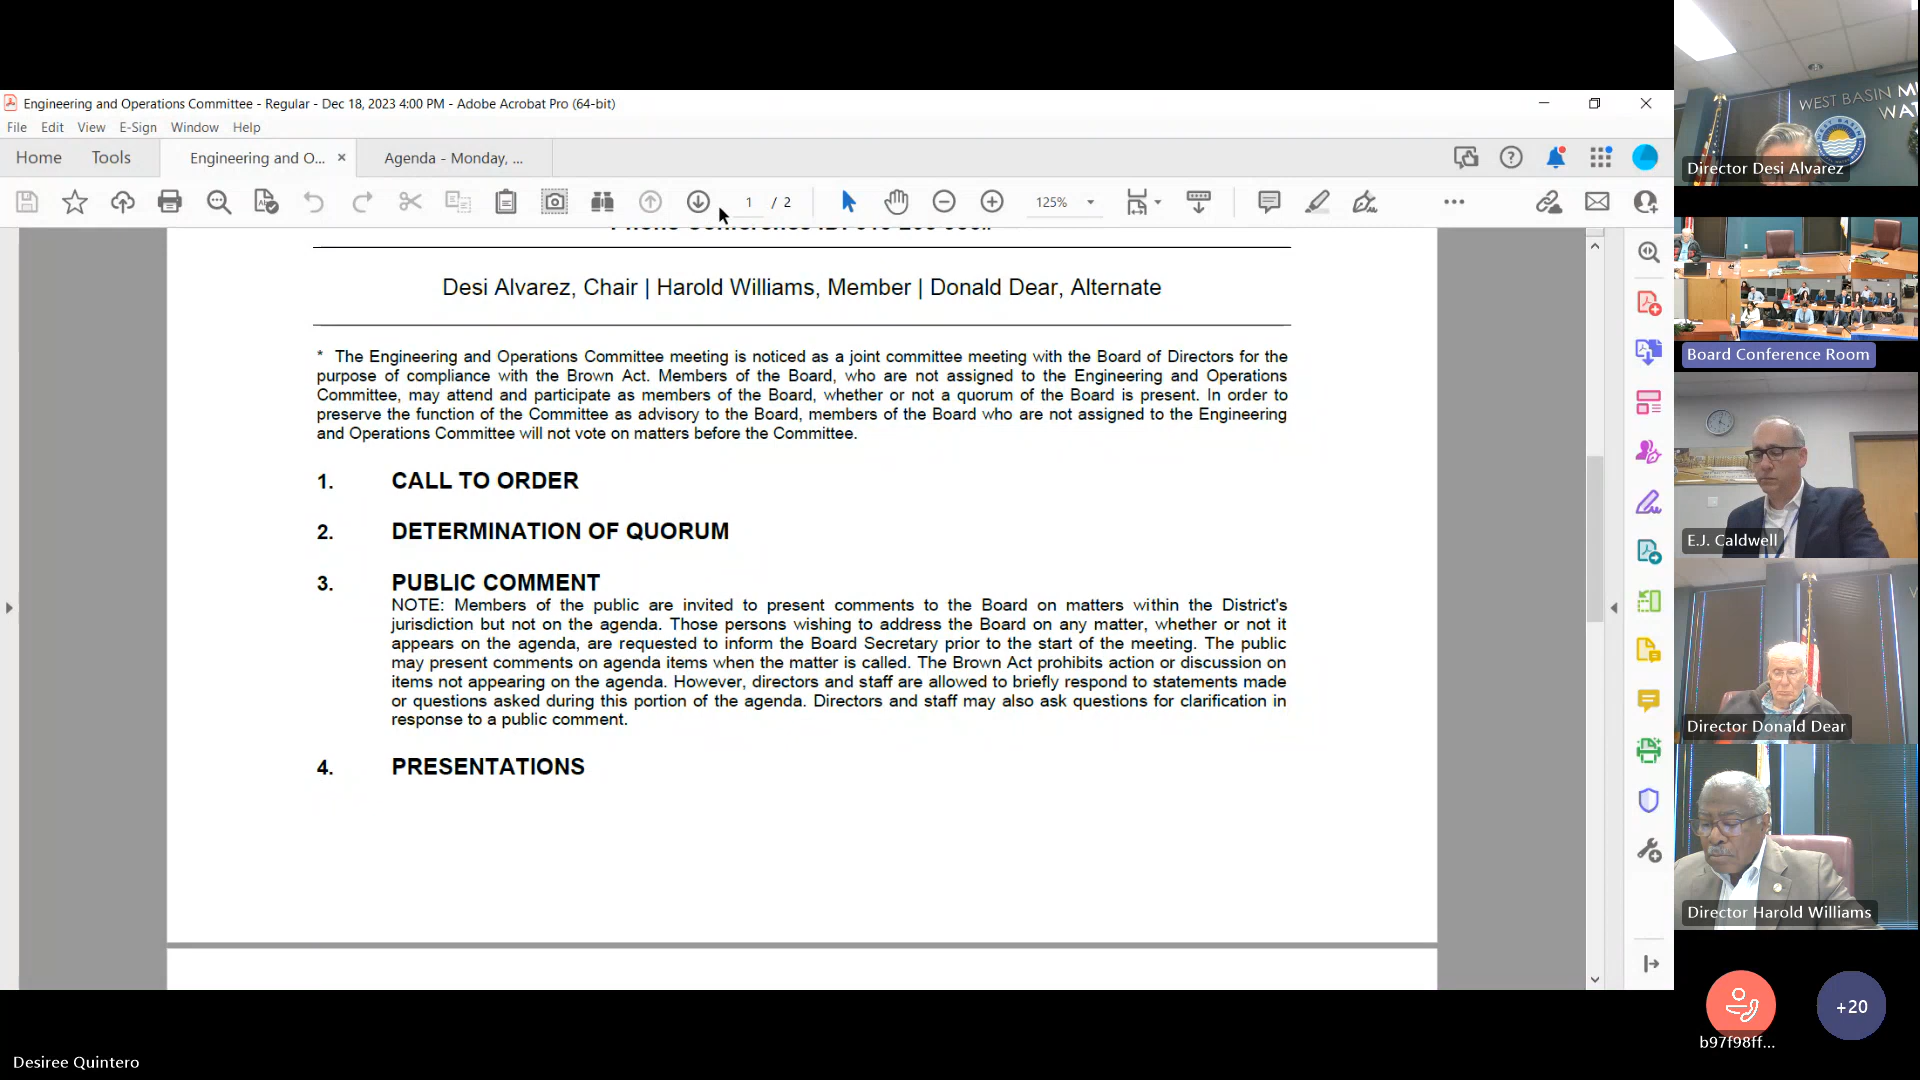 Engineering and Operations Committee - Regular - Dec 18, 2023 4:00 PM - Adobe Acrobat Pro (64-bit)
File Edit View E-Sign Window Help
Home Tools Engineering and O... × Agenda - Monday, ...
1 / 2 125%
Desi Alvarez, Chair | Harold Williams, Member | Donald Dear, Alternate
* The Engineering and Operations Committee meeting is noticed as a joint committee meeting with the Board of Directors for the
purpose of compliance with the Brown Act. Members of the Board, who are not assigned to the Engineering and Operations
Committee, may attend and participate as members of the Board, whether or not a quorum of the Board is present. In order to
preserve the function of the Committee as advisory to the Board, members of the Board who are not assigned to the Engineering
and Operations Committee will not vote on matters before the Committee.
1. CALL TO ORDER
2. DETERMINATION OF QUORUM
3. PUBLIC COMMENT
NOTE: Members of the public are invited to present comments to the Board on matters within the District's
jurisdiction but not on the agenda. Those persons wishing to address the Board on any matter, whether or not it
appears on the agenda, are requested to inform the Board Secretary prior to the start of the meeting. The public
may present comments on agenda items when the matter is called. The Brown Act prohibits action or discussion on
items not appearing on the agenda. However, directors and staff are allowed to briefly respond to statements made
or questions asked during this portion of the agenda. Directors and staff may also ask questions for clarification in
response to a public comment.
4. PRESENTATIONS
WEST BASIN MU
WAT
Director Desi Alvarez
Board Conference Room
E.J. Caldwell
Director Donald Dear
Director Harold Williams
+20
b97f98ff...
Desiree Quintero